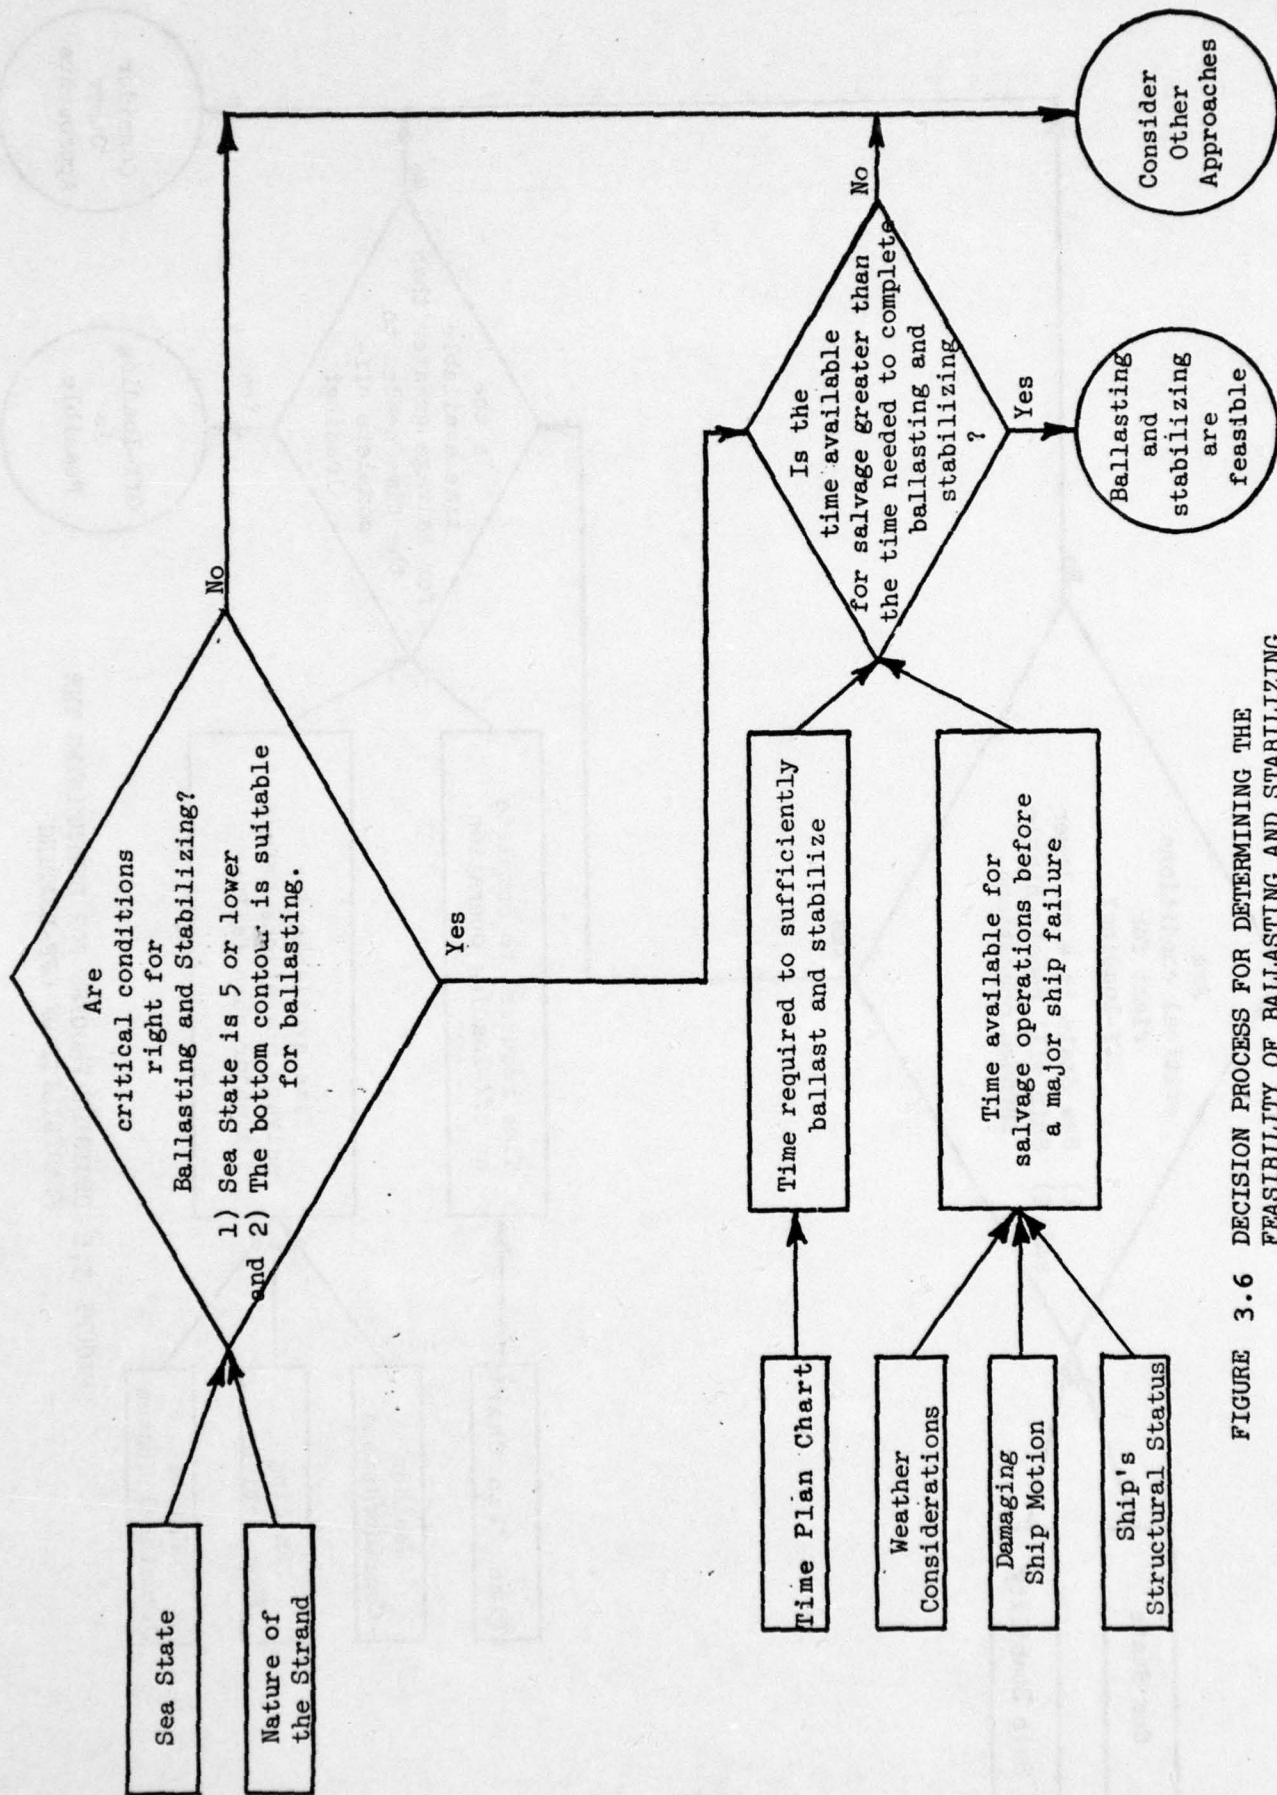 Sea State
Nature of
the Strand
Are
critical conditions
right for
Ballasting and Stabilizing?
1) Sea State is 5 or lower
and 2) The bottom contour is suitable
for ballasting.
No
Yes
Time Plan Chart
Weather
Considerations
Damaging
Ship Motion
Ship's
Structural Status
Time required to sufficiently
ballast and stabilize
Time available for
salvage operations before
a major ship failure
Is the
time available
for salvage greater than
the time needed to complete
ballasting and
stabilizing
?
No
Yes
Consider
Other
Approaches
Ballasting
and
stabilizing
are
feasible
FIGURE 3.6 DECISION PROCESS FOR DETERMINING THE
FEASIBILITY OF BALLASTING AND STABILIZING